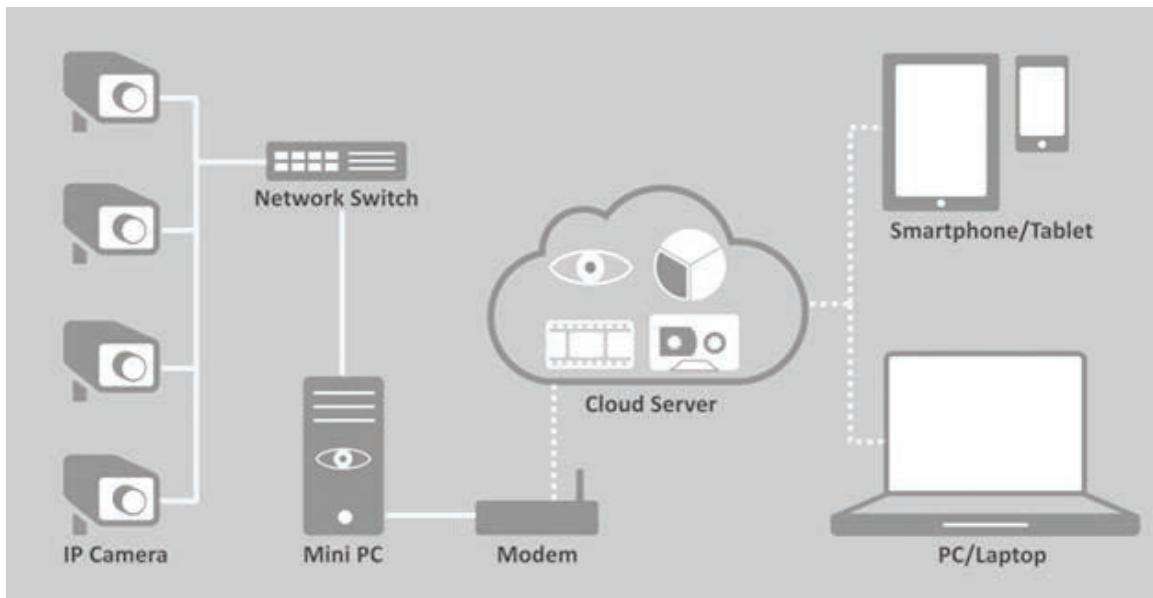 Network Switch
Smartphone/Tablet
Cloud Server
IP Camera
Mini PC
Modem
PC/Laptop